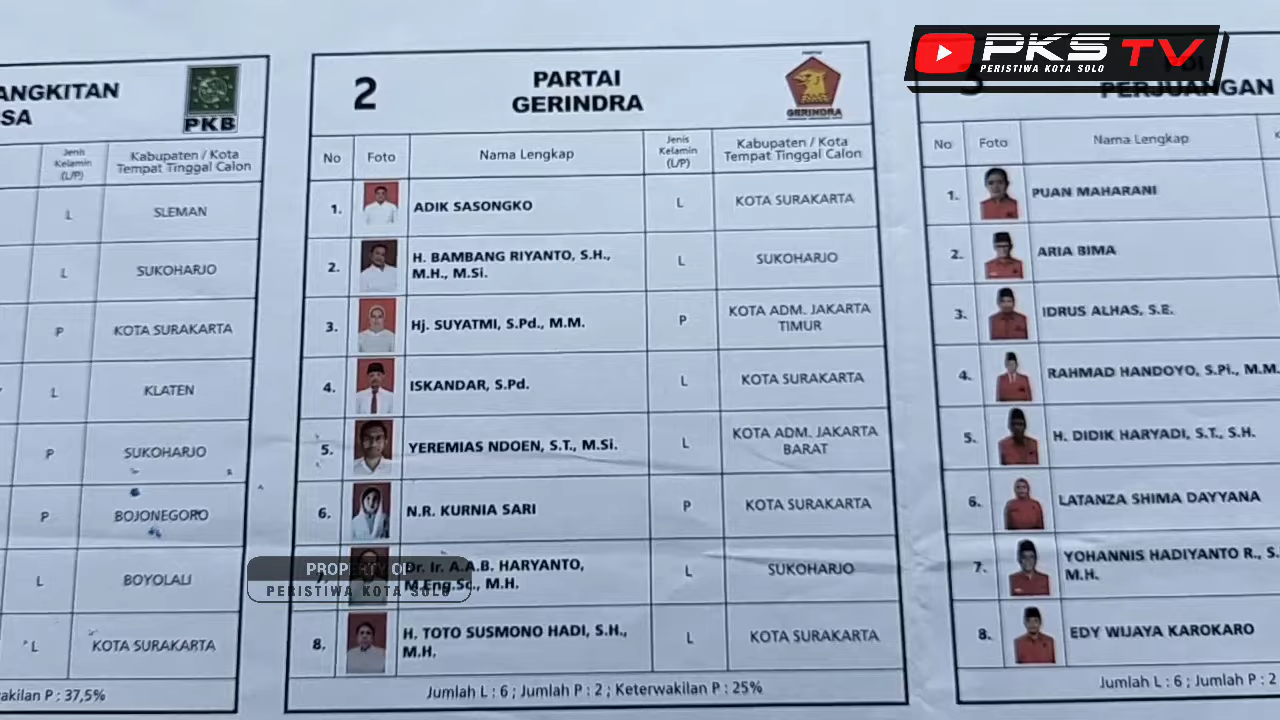 PKS TV
PERISTIWA KOTA SOLO
ANGKITAN
SA
PKB
Jenis
Kelamin
(L/P)
Kabupaten / Kota
Tempat Tinggal Calon
L
SLEMAN
L
SUKOHARJO
P
KOTA SURAKARTA
L
KLATEN
P
SUKOHARJO
P
BOJONEGORO
L
BOYOLALI
L
KOTA SURAKARTA
akilan P : 37,5%
2
PARTAI
GERINDRA
PARTAI
GERINDRA
No
Foto
Nama Lengkap
Jenis
Kelamin
(L/P)
Kabupaten / Kota
Tempat Tinggal Calon
1.
ADIK SASONGKO
L
KOTA SURAKARTA
2.
H. BAMBANG RIYANTO, S.H.,
M.H., M.Si.
L
SUKOHARJO
3.
Hj. SUYATMI, S.Pd., M.M.
P
KOTA ADM. JAKARTA
TIMUR
4.
ISKANDAR, S.Pd.
L
KOTA SURAKARTA
5.
YEREMIAS NDOEN, S.T., M.Si.
L
KOTA ADM. JAKARTA
BARAT
6.
N.R. KURNIA SARI
P
KOTA SURAKARTA
7.
Dr. Ir. A.A.B. HARYANTO,
M.Eng.Sc., M.H.
L
SUKOHARJO
8.
H. TOTO SUSMONO HADI, S.H.,
M.H.
L
KOTA SURAKARTA
Jumlah L : 6 ; Jumlah P : 2 ; Keterwakilan P : 25%
PROPERTY OF
PERISTIWA KOTA SOLO
3
PDI
PERJUANGAN
No
Foto
Nama Lengkap
1.
PUAN MAHARANI
2.
ARIA BIMA
3.
IDRUS ALHAS, S.E.
4.
RAHMAD HANDOYO, S.Pi., M.M.
5.
H. DIDIK HARYADI, S.T., S.H.
6.
LATANZA SHIMA DAYYANA
7.
YOHANNIS HADIYANTO R., S.
M.H.
8.
EDY WIJAYA KAROKARO
Jumlah L : 6 ; Jumlah P : 2